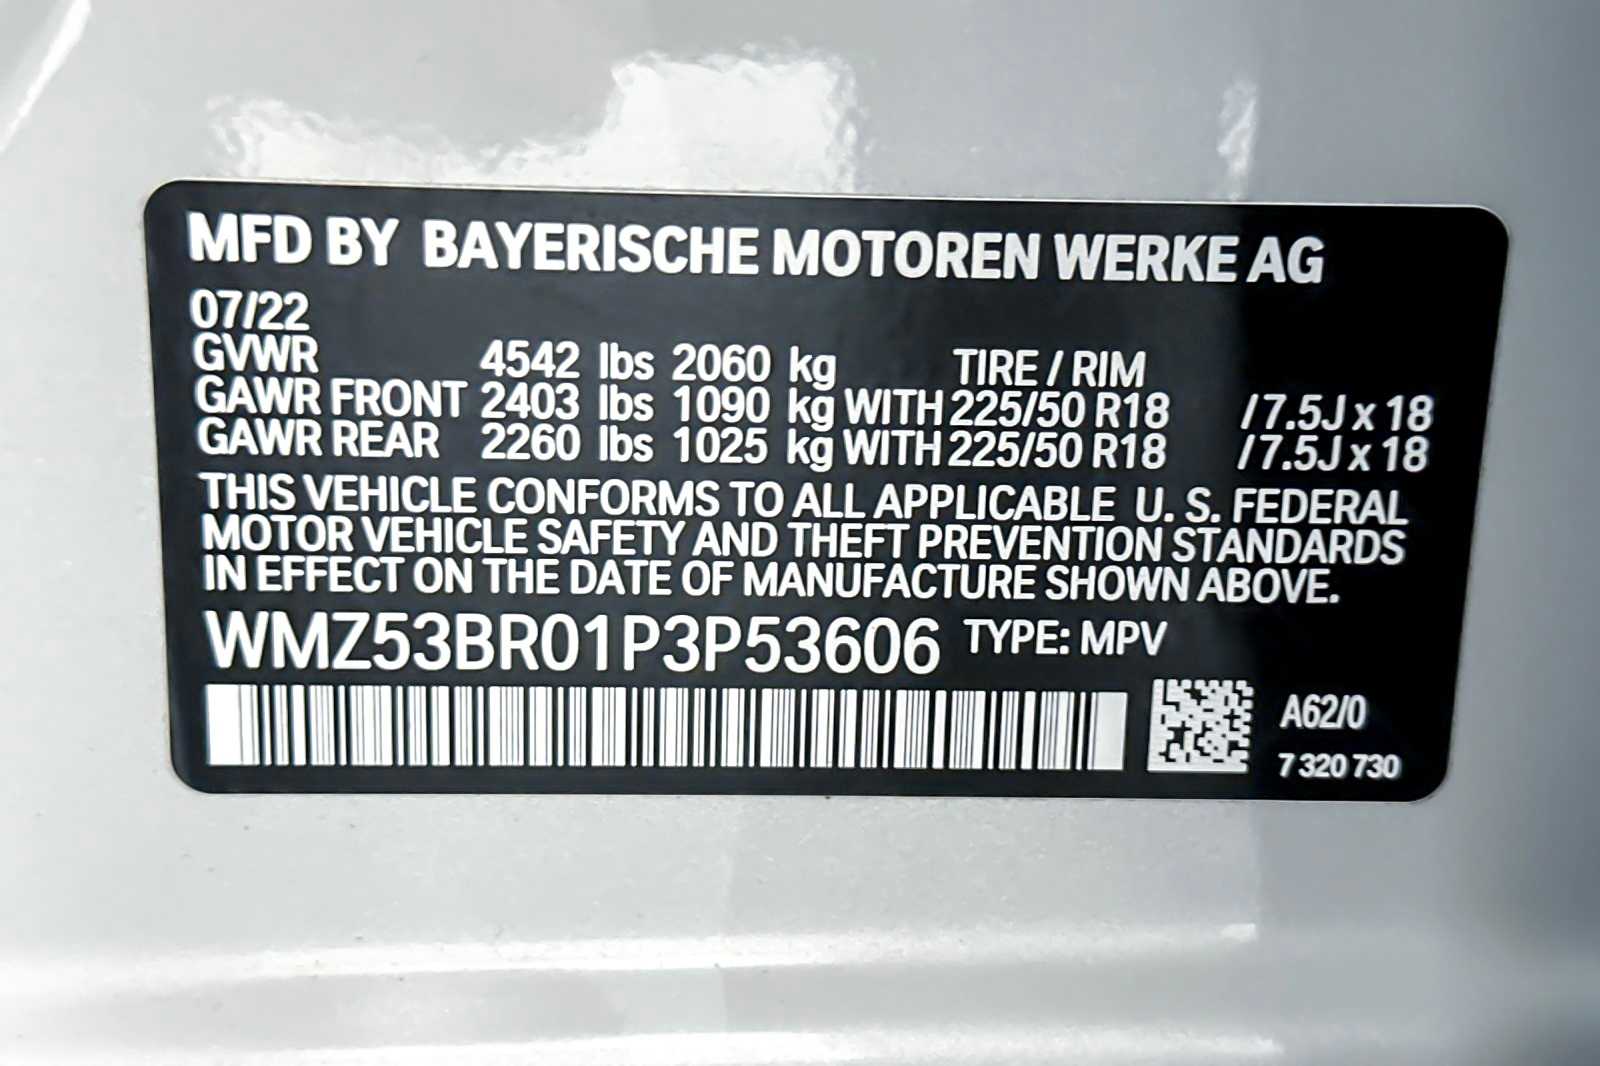 MFD BY BAYERISCHE MOTOREN WERKE AG
07/22
GVWR 4542 lbs 2060 kg TIRE / RIM
GAWR FRONT 2403 lbs 1090 kg WITH 225/50 R18 /7.5J x 18
GAWR REAR 2260 lbs 1025 kg WITH 225/50 R18 /7.5J x 18
THIS VEHICLE CONFORMS TO ALL APPLICABLE U. S. FEDERAL
MOTOR VEHICLE SAFETY AND THEFT PREVENTION STANDARDS
IN EFFECT ON THE DATE OF MANUFACTURE SHOWN ABOVE.
WMZ53BR01P3P53606 TYPE: MPV
A62/0
7 320 730